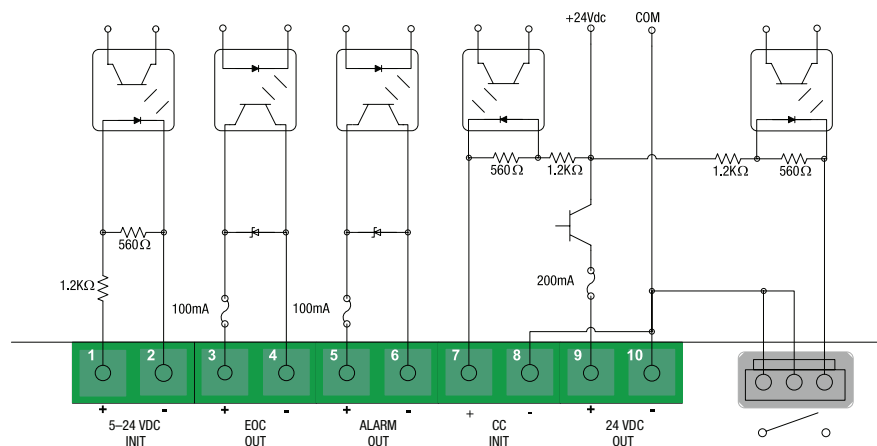 +24Vdc COM
560Ω 1.2KΩ 1.2KΩ 560Ω
560Ω
1.2KΩ 100mA 100mA 200mA
1 2 3 4 5 6 7 8 9 10
+ - + - + - + - + -
5–24 VDC INIT
EOC OUT
ALARM OUT
CC INIT
24 VDC OUT